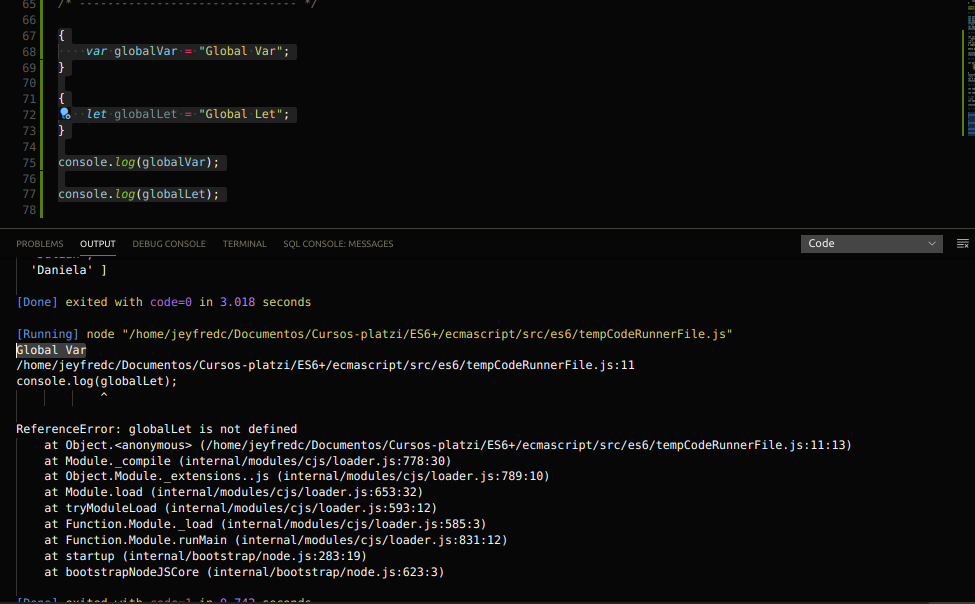 65 /* ------------------------------- */
66
67 {
68 ····var·globalVar·=·"Global·Var";
69 }
70
71 {
72 ··let·globalLet·=·"Global·Let";
73 }
74
75 console.log(globalVar);
76
77 console.log(globalLet);
78
PROBLEMS OUTPUT DEBUG CONSOLE TERMINAL SQL CONSOLE: MESSAGES Code
'Daniela' ]
[Done] exited with code=0 in 3.018 seconds
[Running] node "/home/jeyfredc/Documentos/Cursos-platzi/ES6+/ecmascript/src/es6/tempCodeRunnerFile.js"
Global Var
/home/jeyfredc/Documentos/Cursos-platzi/ES6+/ecmascript/src/es6/tempCodeRunnerFile.js:11
console.log(globalLet);
^
ReferenceError: globalLet is not defined
at Object.<anonymous> (/home/jeyfredc/Documentos/Cursos-platzi/ES6+/ecmascript/src/es6/tempCodeRunnerFile.js:11:13)
at Module._compile (internal/modules/cjs/loader.js:778:30)
at Object.Module._extensions..js (internal/modules/cjs/loader.js:789:10)
at Module.load (internal/modules/cjs/loader.js:653:32)
at tryModuleLoad (internal/modules/cjs/loader.js:593:12)
at Function.Module._load (internal/modules/cjs/loader.js:585:3)
at Function.Module.runMain (internal/modules/cjs/loader.js:831:12)
at startup (internal/bootstrap/node.js:283:19)
at bootstrapNodeJSCore (internal/bootstrap/node.js:623:3)
[Done] exited with code=1 in 0.742 seconds